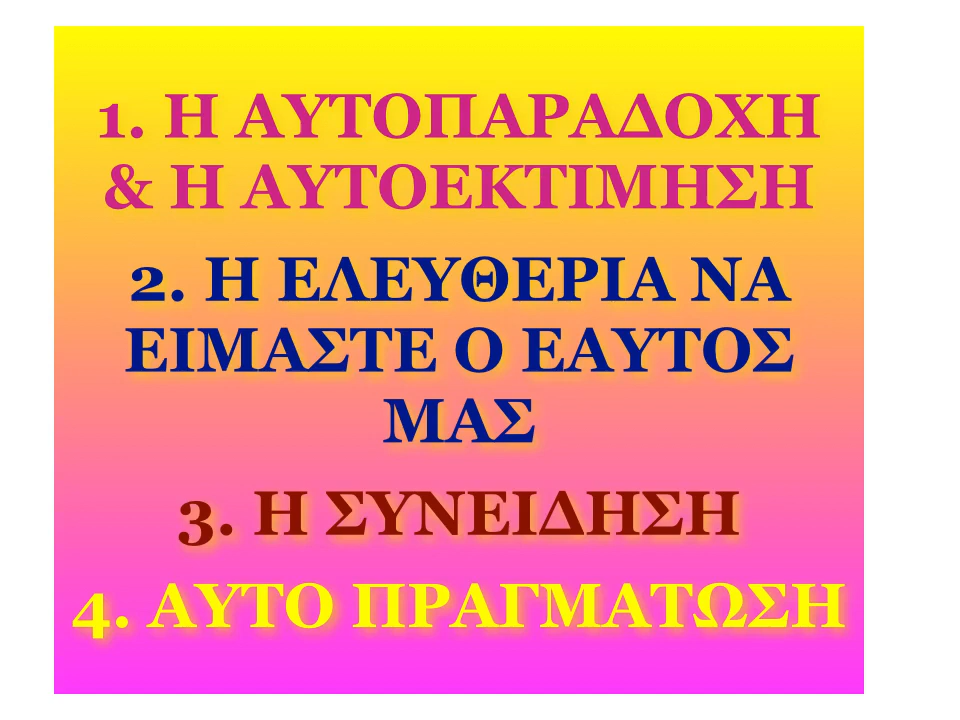 1. Η ΑΥΤΟΠΑΡΑΔΟΧΗ
& Η ΑΥΤΟΕΚΤΙΜΗΣΗ
2. Η ΕΛΕΥΘΕΡΙΑ ΝΑ
ΕΙΜΑΣΤΕ Ο ΕΑΥΤΟΣ
ΜΑΣ
3. Η ΣΥΝΕΙΔΗΣΗ
4. ΑΥΤΟ ΠΡΑΓΜΑΤΩΣΗ